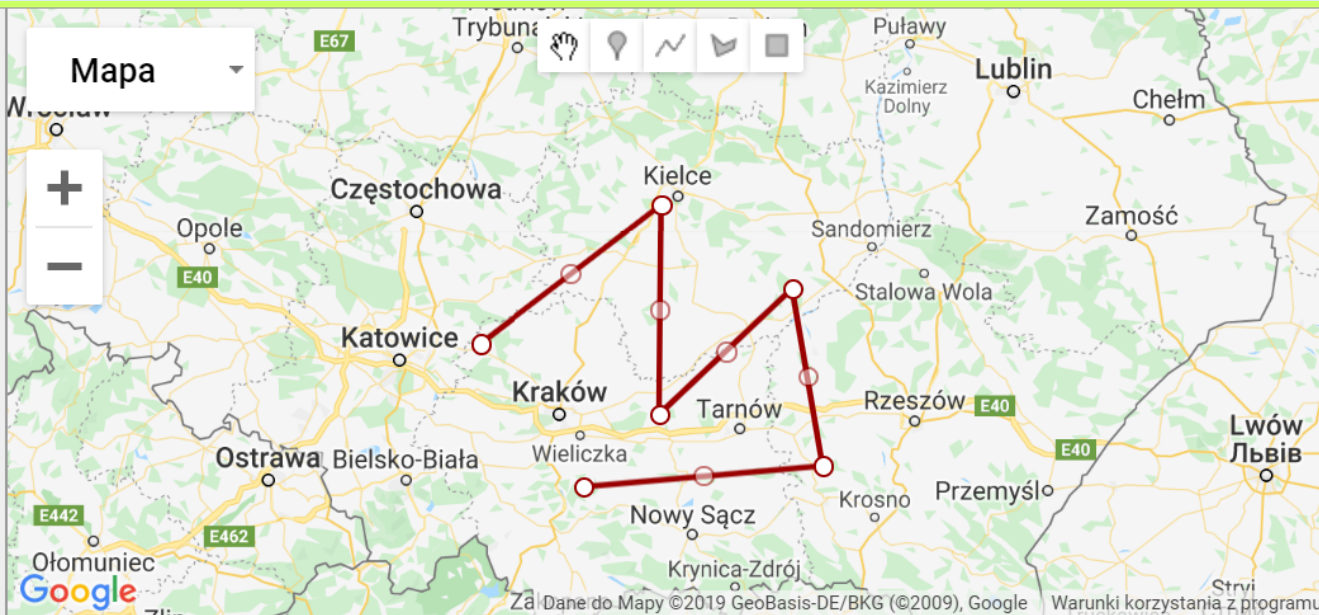 Mapa
E67
Puławy
Kazimierz
Dolny
Lublin
Chełm
Kielce
Częstochowa
Opole
E40
Sandomierz
Zamość
Stalowa Wola
Katowice
Kraków
Tarnów
Rzeszów
E40
Wieliczka
Lwów
Львів
E40
Ostrawa
Bielsko-Biała
Przemyśl
Krosno
E442
Nowy Sącz
E462
Ołomuniec
Krynica-Zdrój
Google
Dane do Mapy ©2019 GeoBasis-DE/BKG (©2009), Google
Warunki korzystania z programu